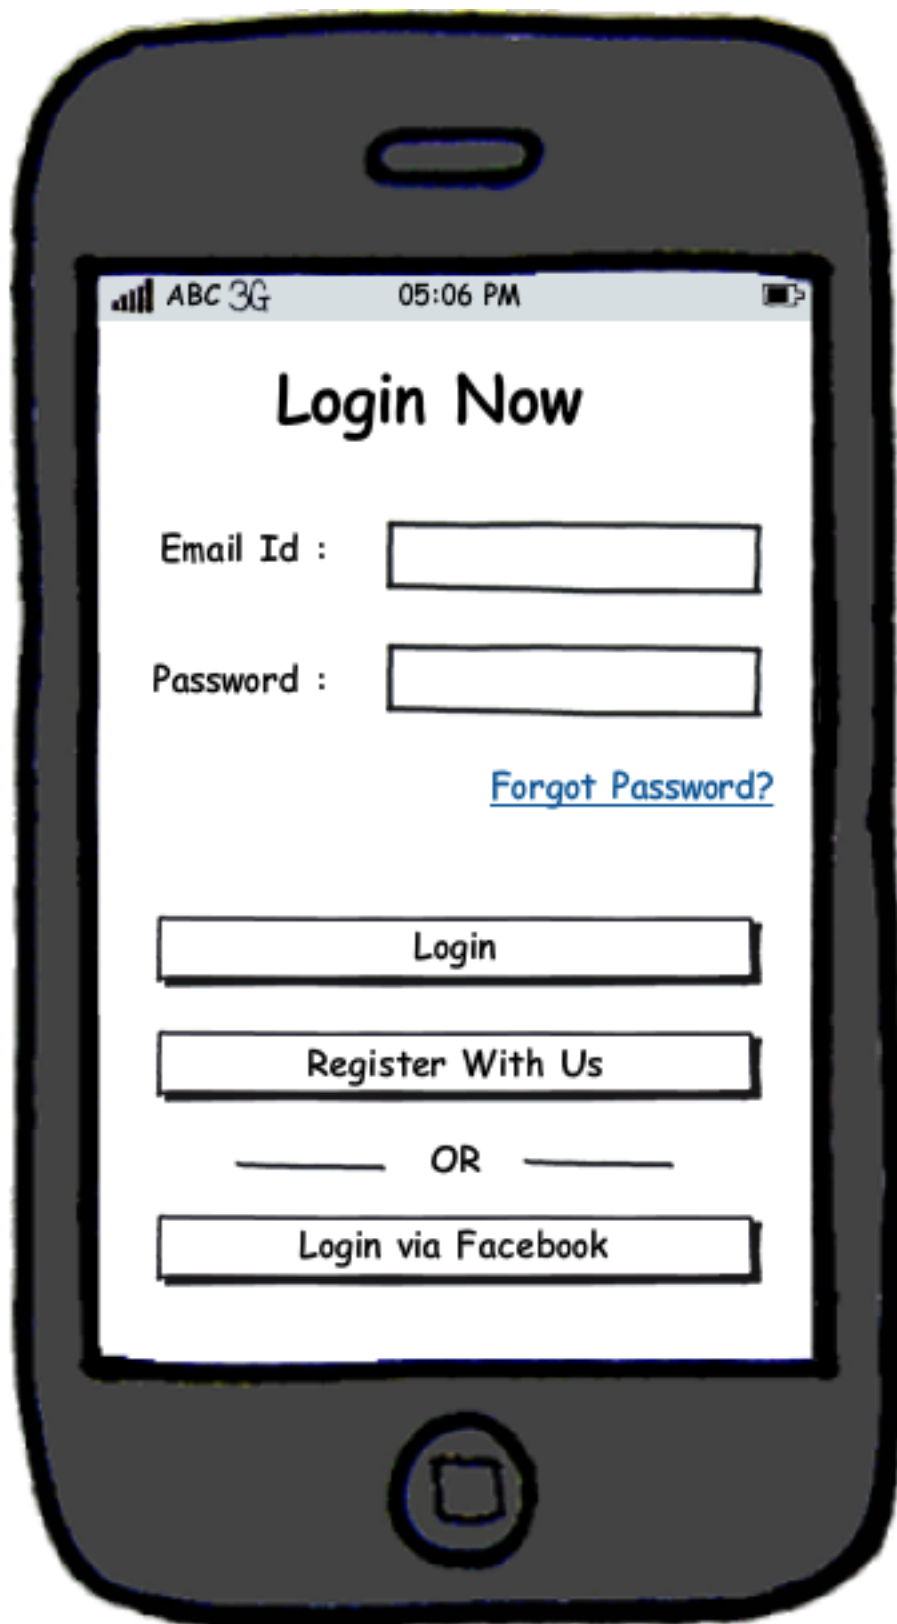 ABC 3G 05:06 PM
Login Now
Email Id :
Password :
Forgot Password?
Login
Register With Us
OR
Login via Facebook